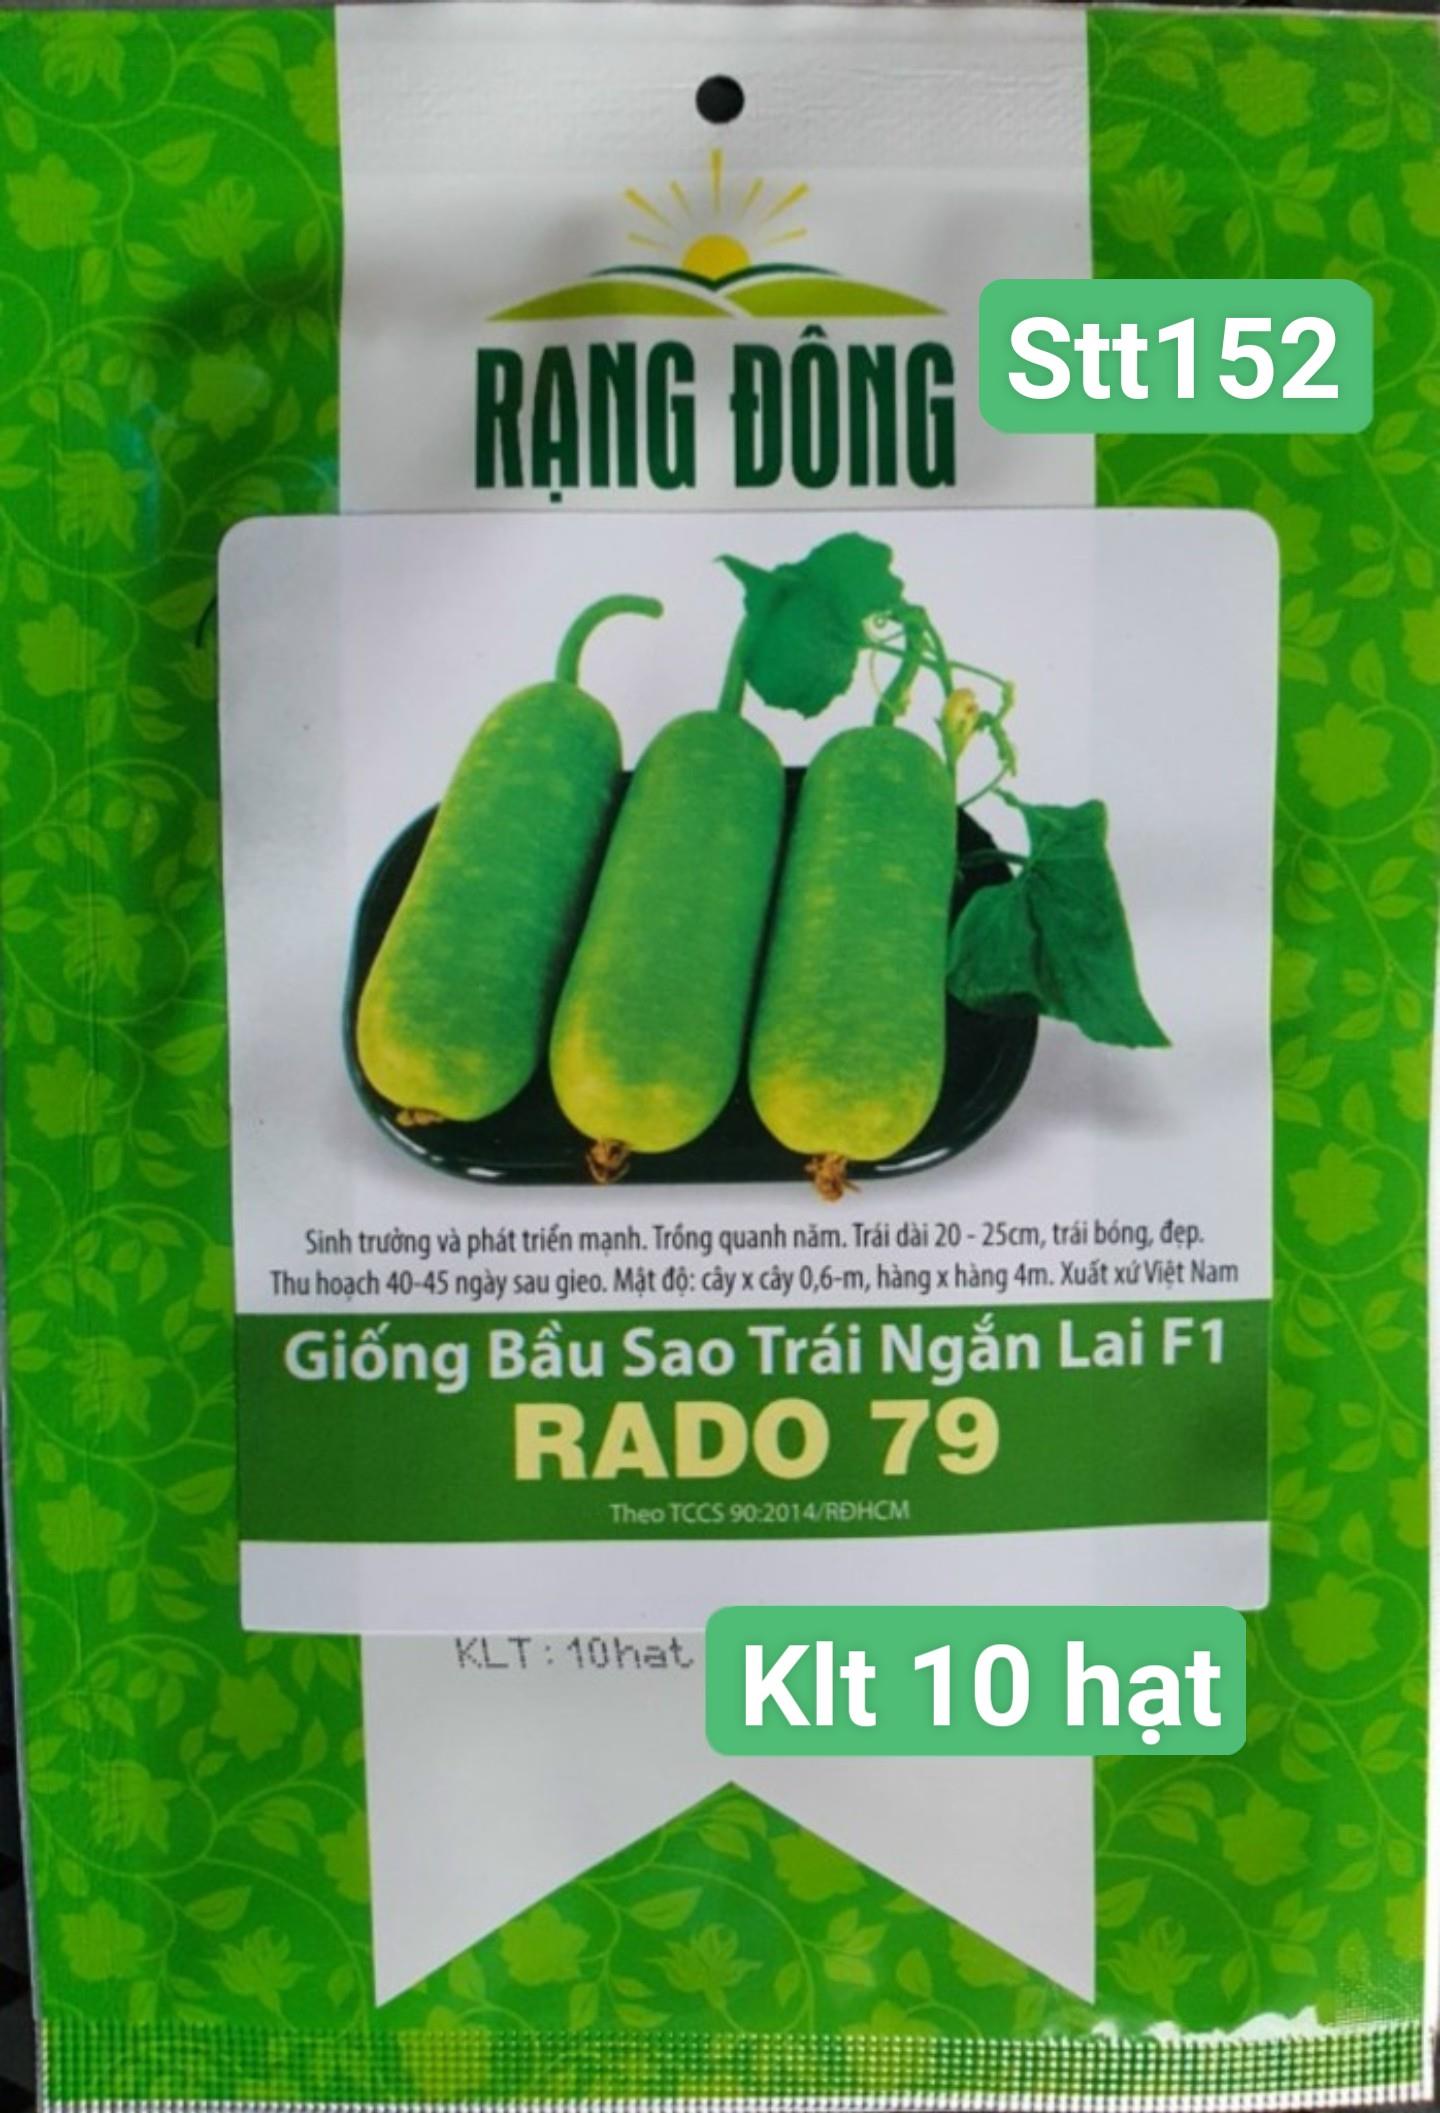 RẠNG ĐÔNG
Stt152
Sinh trưởng và phát triển mạnh. Trồng quanh năm. Trái dài 20 - 25cm, trái bóng, đẹp.
Thu hoạch 40-45 ngày sau gieo. Mật độ: cây x cây 0,6-m, hàng x hàng 4m. Xuất xứ Việt Nam
Giống Bầu Sao Trái Ngắn Lai F1
RADO 79
Theo TCCS 90:2014/RĐHCM
KLT : 10hat
Klt 10 hạt